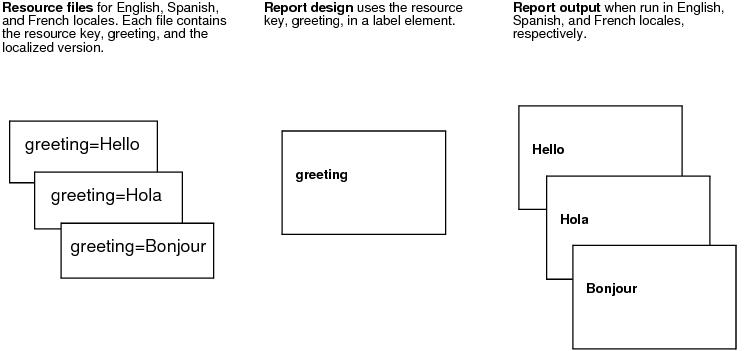 Resource files for English, Spanish,
and French locales. Each file contains
the resource key, greeting, and the
localized version.
Report design uses the resource
key, greeting, in a label element.
Report output when run in English,
Spanish, and French locales,
respectively.
greeting=Hello
greeting=Hola
greeting=Bonjour
greeting
Hello
Hola
Bonjour